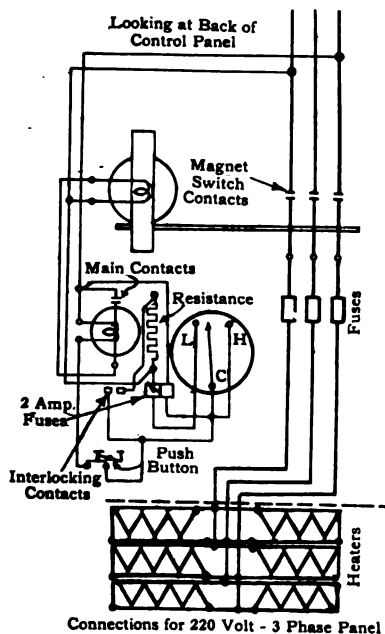 Looking at Back of
Control Panel
Magnet
Switch
Contacts
Main Contacts
Resistance
Fuses
L
H
C
2 Amp.
Fuses
Push
Button
Interlocking
Contacts
Heaters
Connections for 220 Volt - 3 Phase Panel